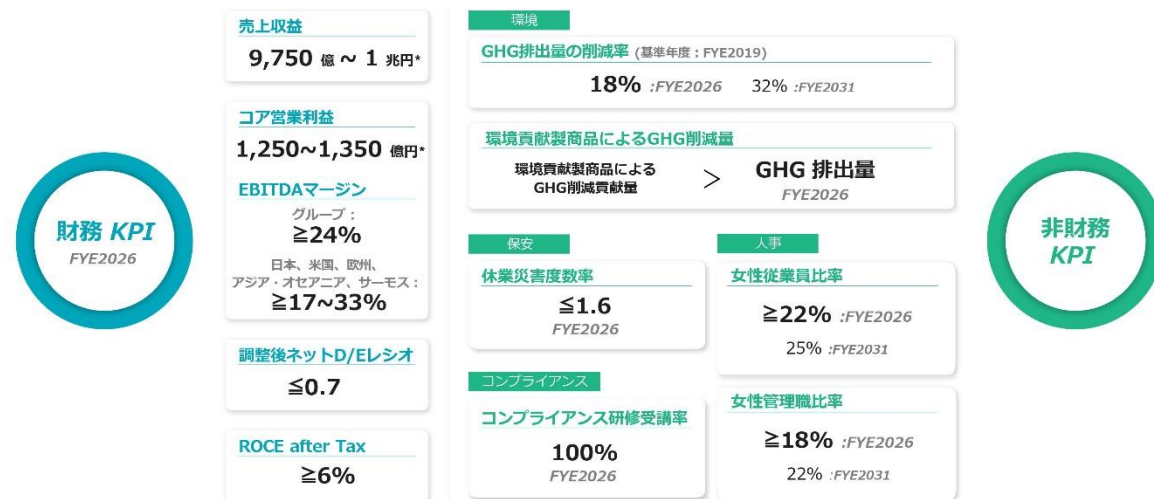 財務 KPI
FYE2026
売上収益
9,750 億 ~ 1 兆円*
コア営業利益
1,250~1,350 億円*
EBITDAマージン
グループ：
≧24%
日本、米国、欧州、
アジア・オセアニア、サーモス：
≧17~33%
調整後ネットD/Eレシオ
≦0.7
ROCE after Tax
≧6%
環境
GHG排出量の削減率 (基準年度：FYE2019)
18% :FYE2026 32% :FYE2031
環境貢献製商品によるGHG削減量
環境貢献製商品による
GHG削減貢献量
＞
GHG 排出量
FYE2026
保安
休業災害度数率
≦1.6
FYE2026
コンプライアンス
コンプライアンス研修受講率
100%
FYE2026
人事
女性従業員比率
≧22% :FYE2026
25% :FYE2031
女性管理職比率
≧18% :FYE2026
22% :FYE2031
非財務
KPI